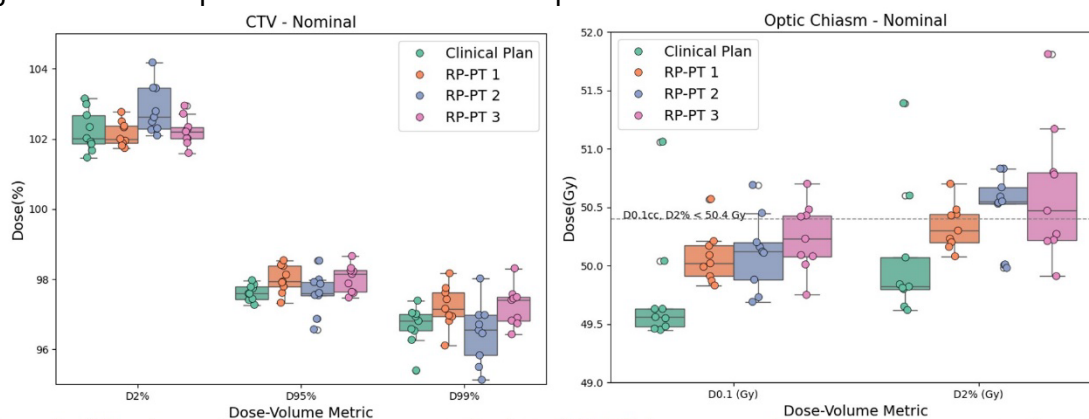 CTV - Nominal
Dose(%)
104
102
100
98
96
Clinical Plan
RP-PT 1
RP-PT 2
RP-PT 3
D2%
D95%
D99%
Dose-Volume Metric
Optic Chiasm - Nominal
Dose(Gy)
52.0
51.5
51.0
50.5
50.0
49.5
49.0
Clinical Plan
RP-PT 1
RP-PT 2
RP-PT 3
D0.1cc, D2% < 50.4 Gy
D0.1 (Gy)
D2% (Gy)
Dose-Volume Metric